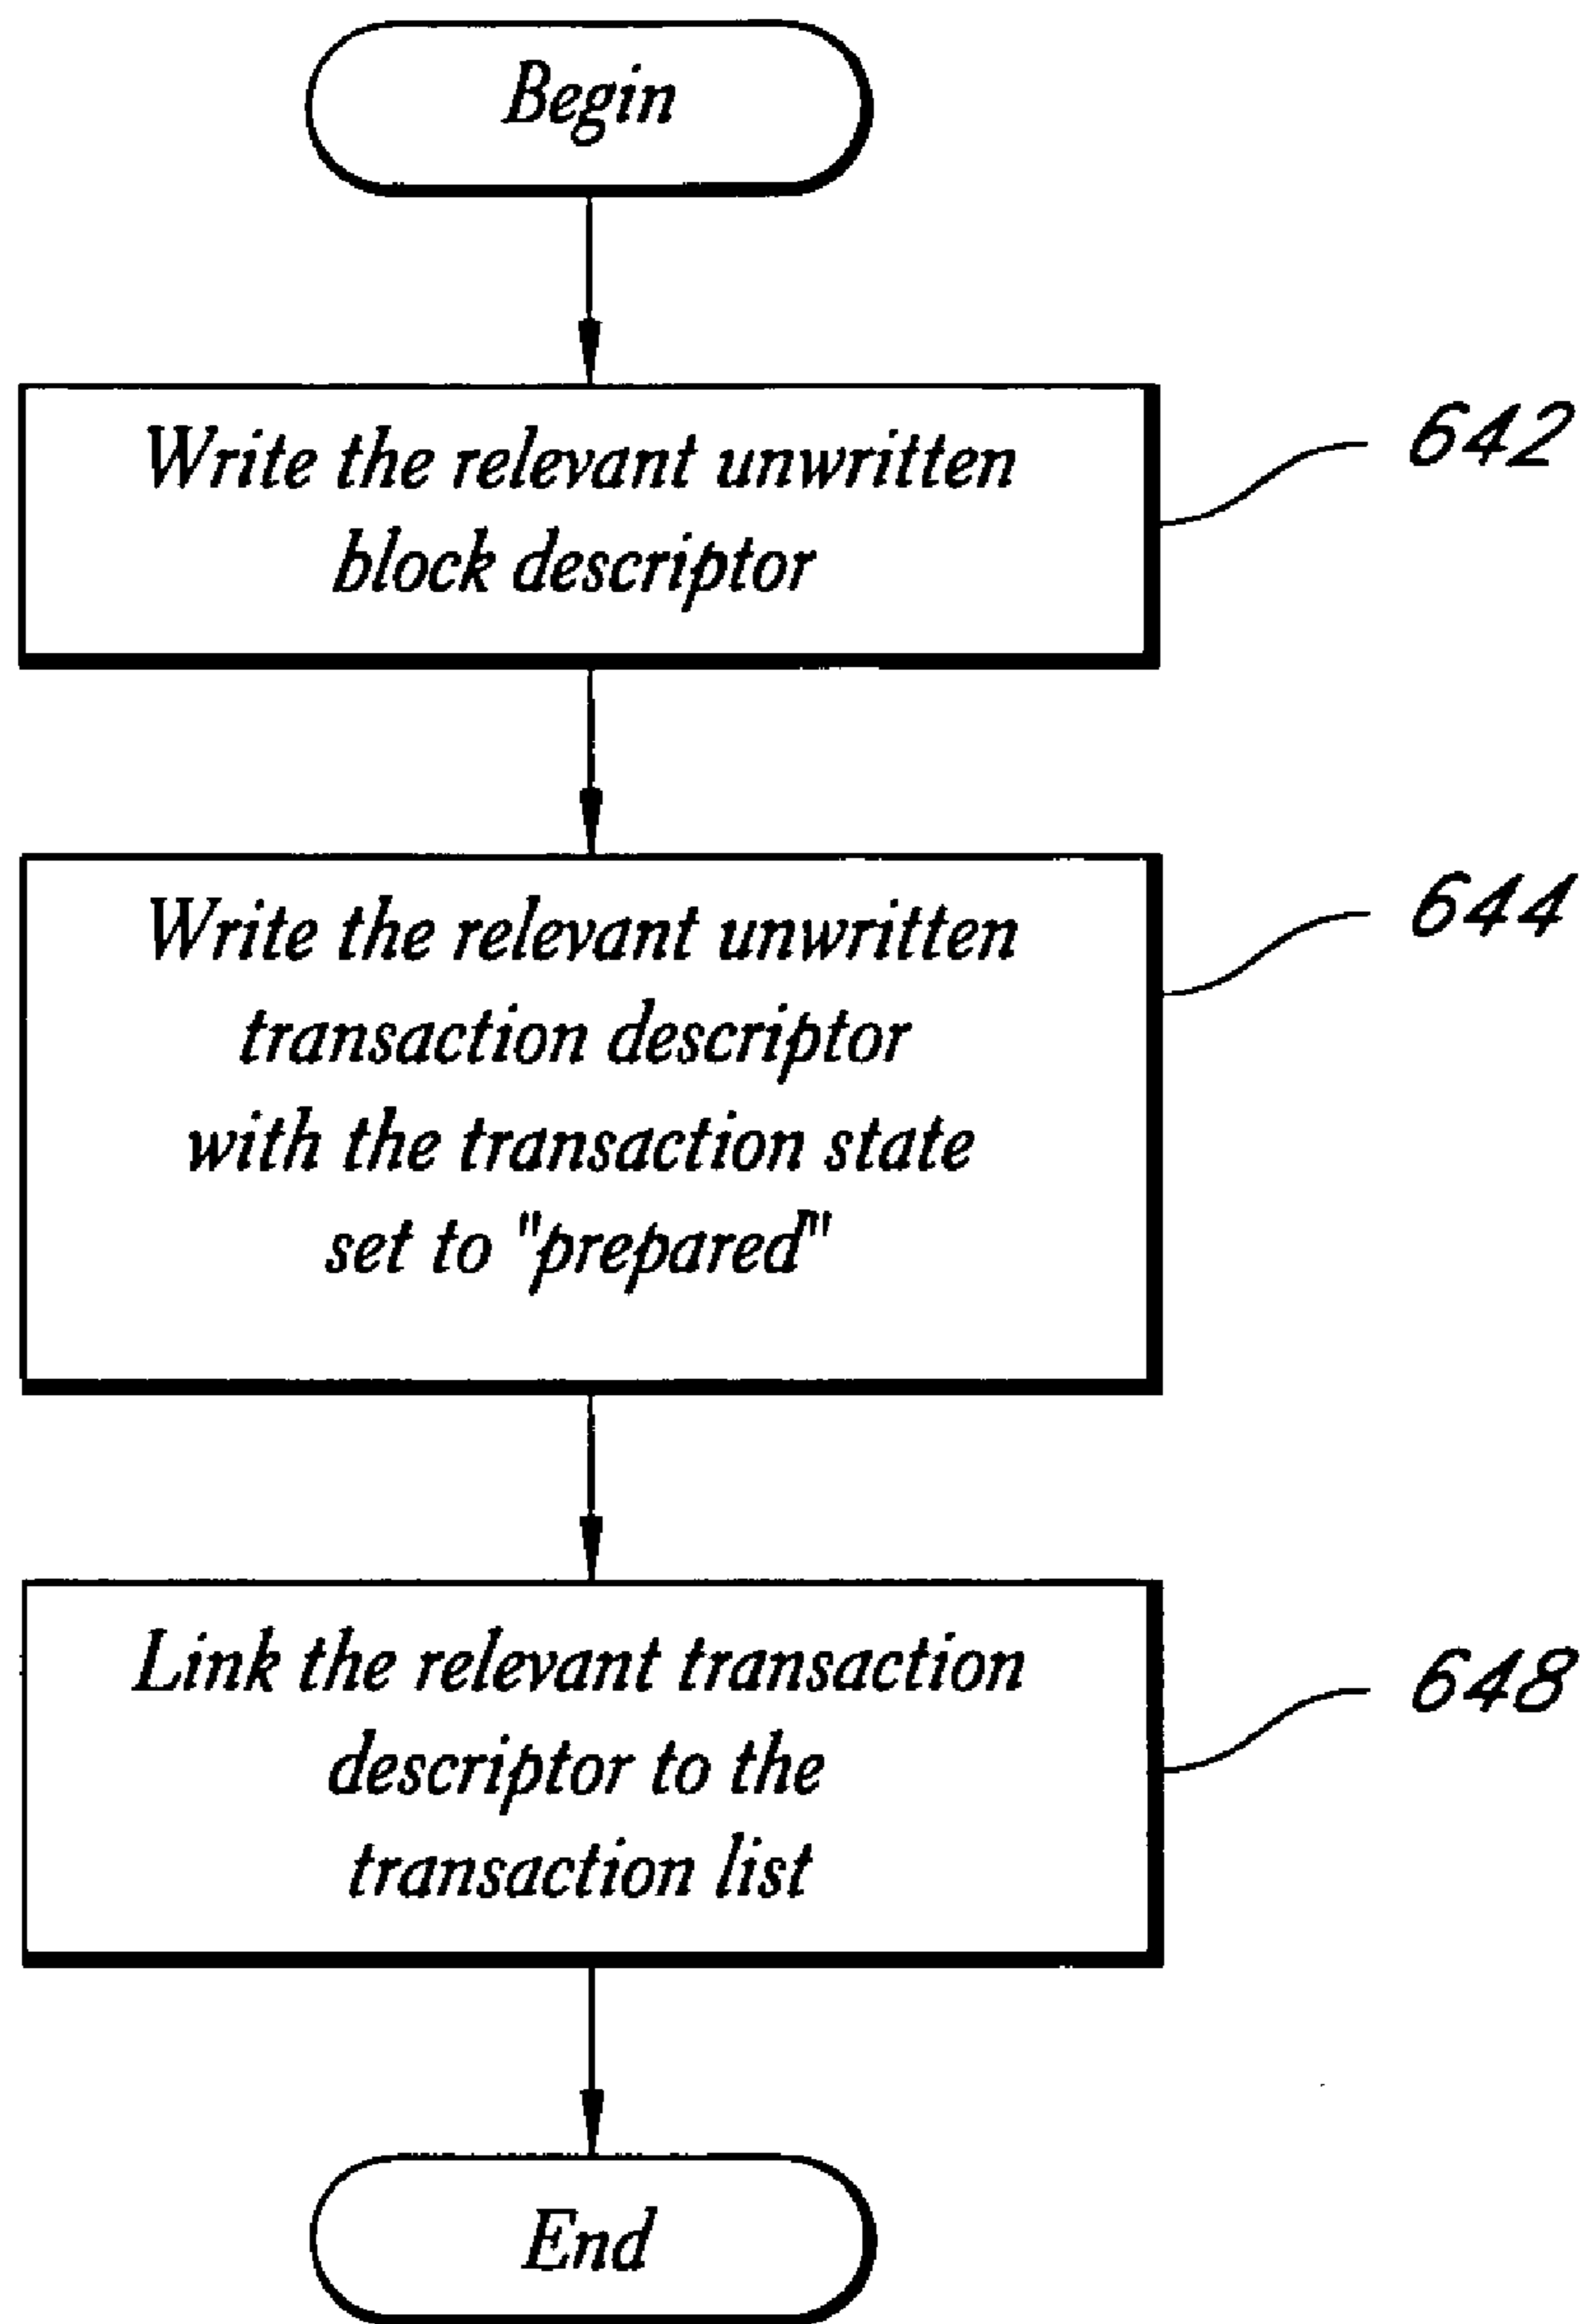 Begin
Write the relevant unwritten
block descriptor
642
Write the relevant unwritten
transaction descriptor
with the transaction state
set to "prepared"
644
Link the relevant transaction
descriptor to the
transaction list
648
End